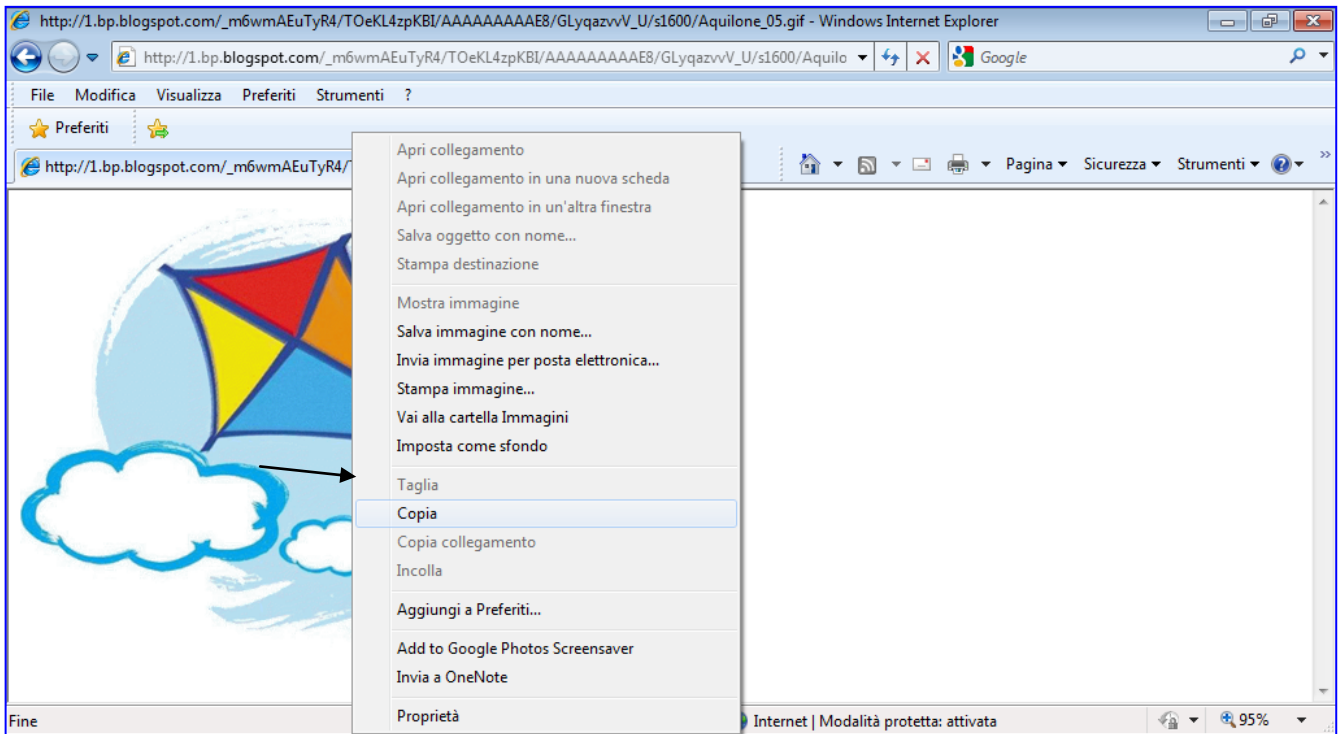 http://1.bp.blogspot.com/_m6wmAEuTyR4/TOeKL4zpKBI/AAAAAAAAAE8/GLyqazvvV_U/s1600/Aquilone_05.gif - Windows Internet Explorer
http://1.bp.blogspot.com/_m6wmAEuTyR4/TOeKL4zpKBI/AAAAAAAAAE8/GLyqazvvV_U/s1600/Aquilo
Google
File Modifica Visualizza Preferiti Strumenti ?
Preferiti
http://1.bp.blogspot.com/_m6wmAEuTyR4/
Pagina Sicurezza Strumenti
Apri collegamento
Apri collegamento in una nuova scheda
Apri collegamento in un'altra finestra
Salva oggetto con nome...
Stampa destinazione
Mostra immagine
Salva immagine con nome...
Invia immagine per posta elettronica...
Stampa immagine...
Vai alla cartella Immagini
Imposta come sfondo
Taglia
Copia
Copia collegamento
Incolla
Aggiungi a Preferiti...
Add to Google Photos Screensaver
Invia a OneNote
Proprietà
Fine
Internet | Modalità protetta: attivata
95%